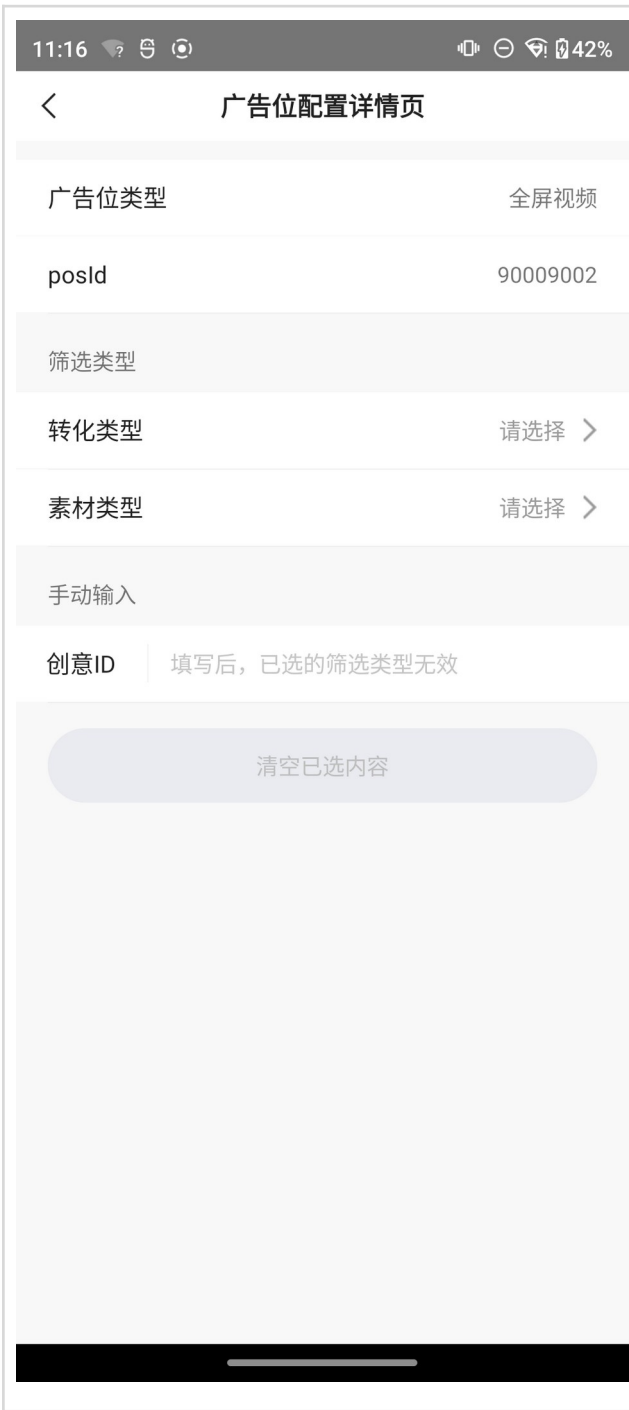 11:16 42%
广告位配置详情页
广告位类型 全屏视频
posId 90009002
筛选类型
转化类型 请选择
素材类型 请选择
手动输入
创意ID 填写后，已选的筛选类型无效
清空已选内容